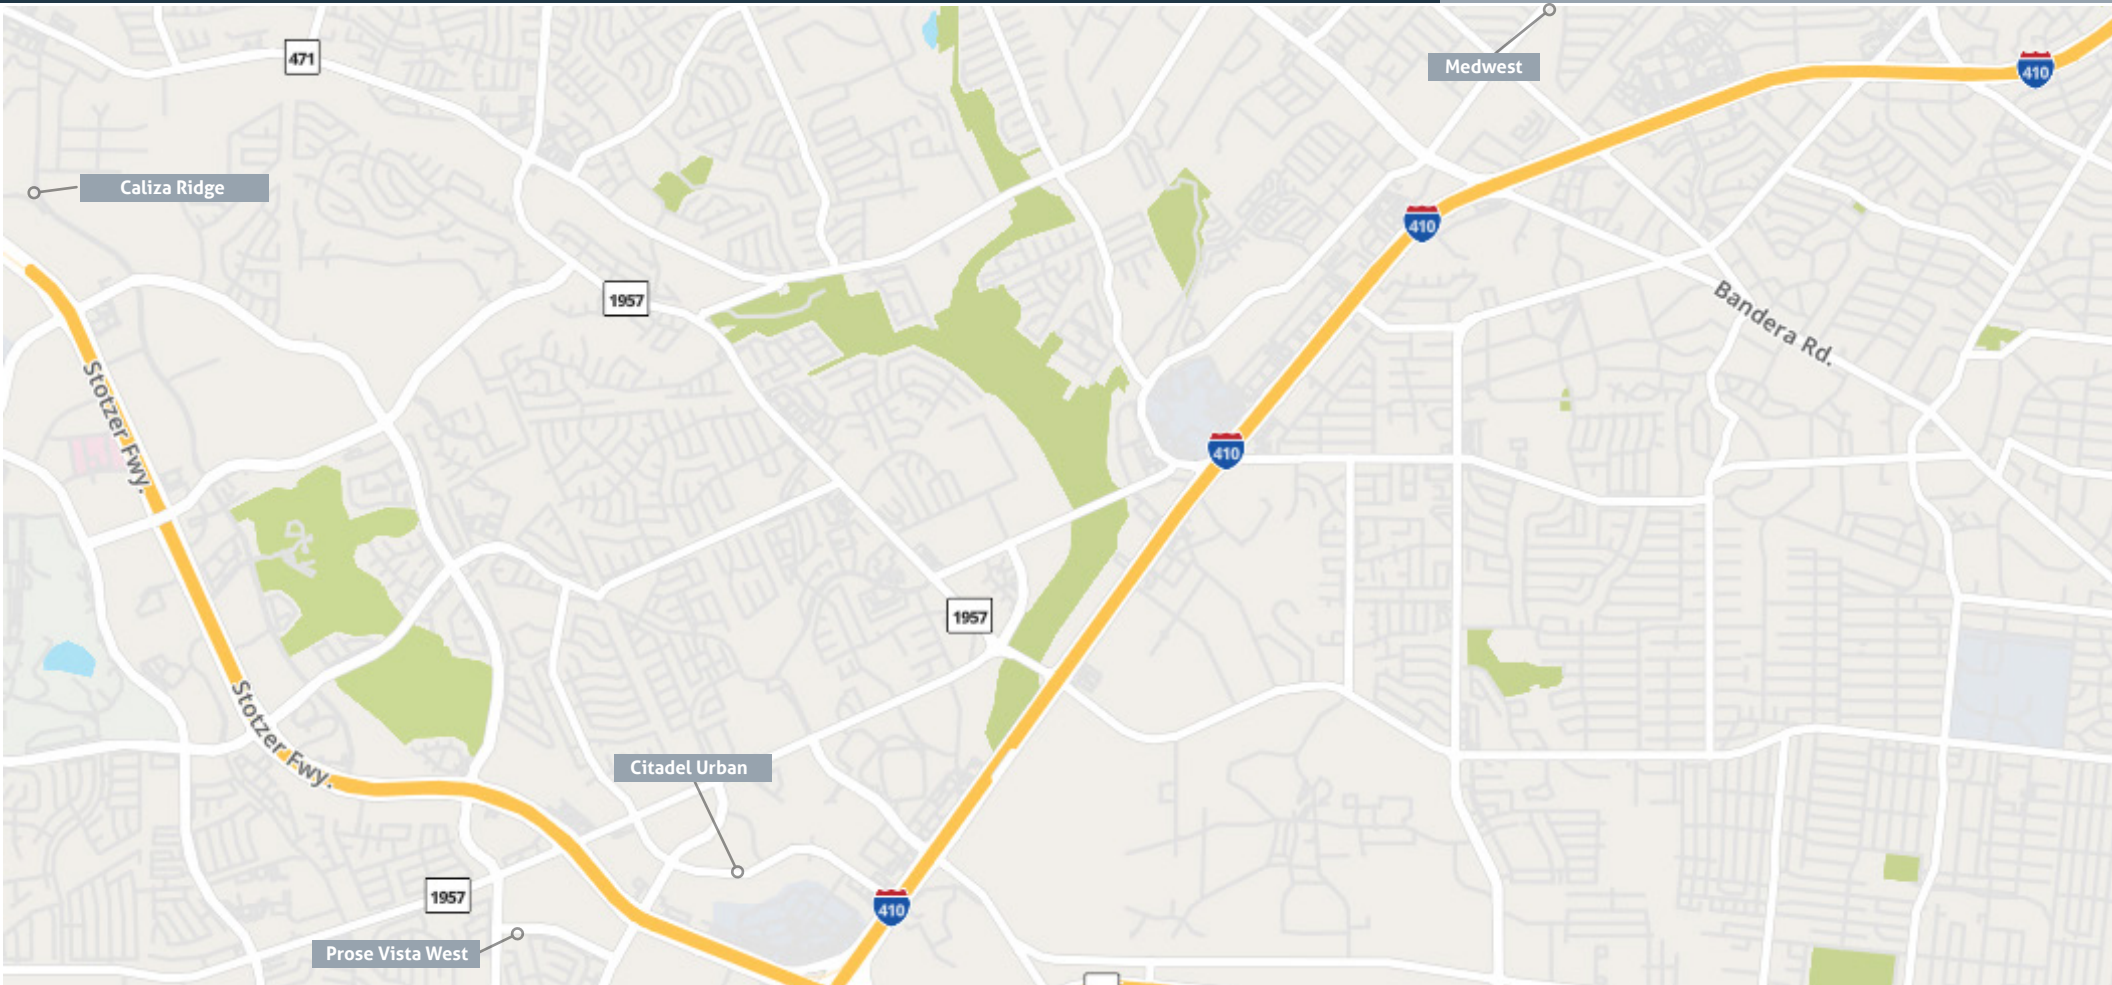 Medwest
471
410
Caliza Ridge
410
1957
Bandera Rd.
Stotzer Fwy.
410
1957
Stotzer Fwy.
Citadel Urban
1957
410
Prose Vista West